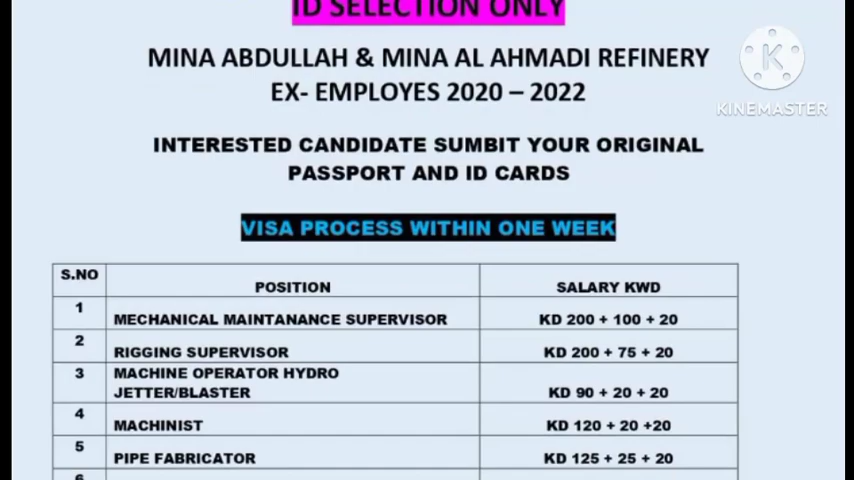 ID SELECTION ONLY
MINA ABDULLAH & MINA AL AHMADI REFINERY
EX- EMPLOYES 2020 – 2022
INTERESTED CANDIDATE SUMBIT YOUR ORIGINAL
PASSPORT AND ID CARDS
VISA PROCESS WITHIN ONE WEEK
S.NO POSITION SALARY KWD
1 MECHANICAL MAINTANANCE SUPERVISOR KD 200 + 100 + 20
2 RIGGING SUPERVISOR KD 200 + 75 + 20
3 MACHINE OPERATOR HYDRO
JETTER/BLASTER KD 90 + 20 + 20
4 MACHINIST KD 120 + 20 +20
5 PIPE FABRICATOR KD 125 + 25 + 20
6
K
KINEMASTER